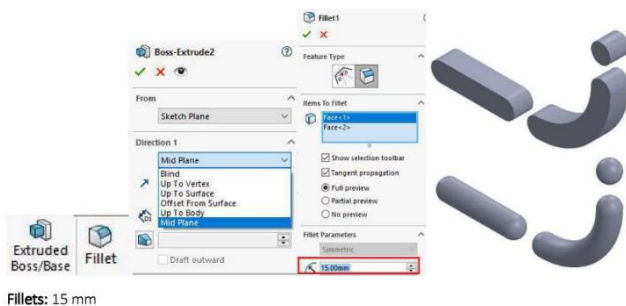 Boss-Extrude2
From
Sketch Plane
Direction 1
Mid Plane
Blind
Up To Vertex
Up To Surface
Offset From Surface
Up To Body
Mid Plane
Draft outward
Fillet1
Feature Type
Items To Fillet
Face<1>
Face<2>
Show selection toolbar
Tangent propagation
Full preview
Partial preview
No preview
Fillet Parameters
Symmetric
15.00mm
Extruded
Boss/Base
Fillet
Fillets: 15 mm